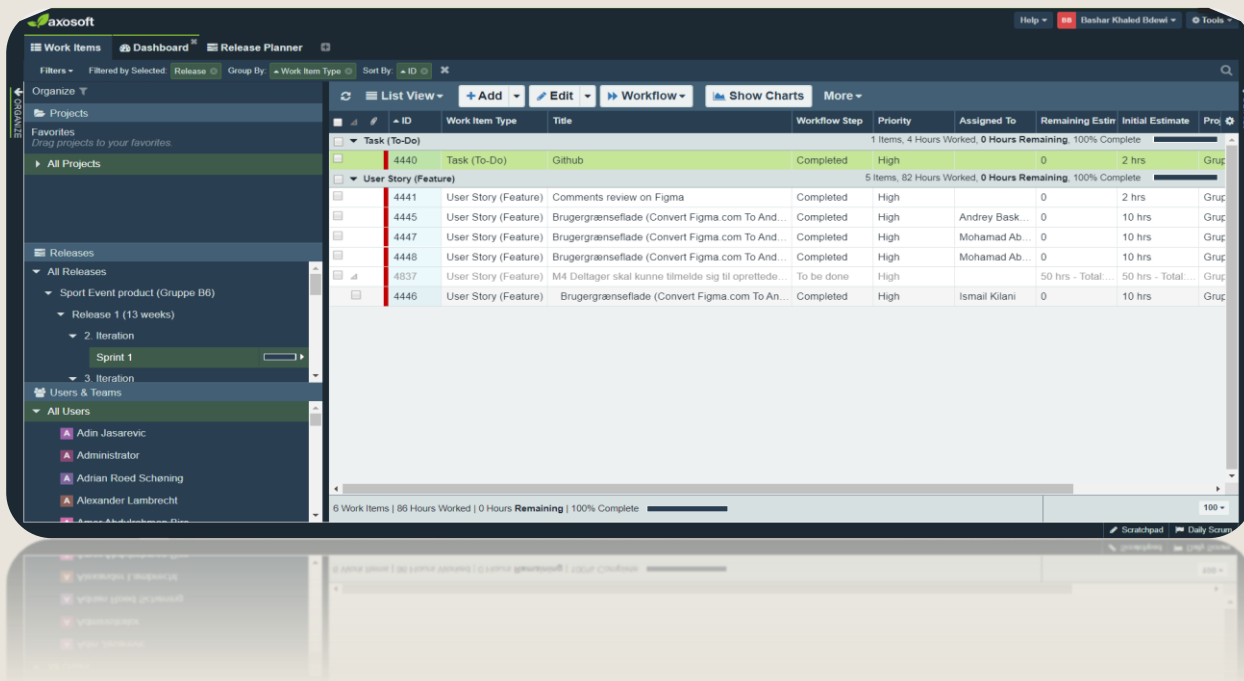 axosoft
Help BB Bashar Khaled Bdewi Tools
Work Items Dashboard Release Planner
Filters Filtered by Selected: Release Group By: Work Item Type Sort By: ID
ORGANIZE
Organize
Projects
Favorites
Drag projects to your favorites.
All Projects
Releases
All Releases
Sport Event product (Gruppe B6)
Release 1 (13 weeks)
2. Iteration
Sprint 1
3. Iteration
Users & Teams
All Users
A Adin Jasarevic
A Administrator
A Adrian Roed Schøning
A Alexander Lambrecht
List View + Add Edit Workflow Show Charts More
ID Work Item Type Title Workflow Step Priority Assigned To Remaining Estim Initial Estimate Proj
Task (To-Do) 1 Items, 4 Hours Worked, 0 Hours Remaining, 100% Complete
4440 Task (To-Do) Github Completed High 0 2 hrs Grup
User Story (Feature) 5 Items, 82 Hours Worked, 0 Hours Remaining, 100% Complete
4441 User Story (Feature) Comments review on Figma Completed High 0 2 hrs Grup
4445 User Story (Feature) Brugergrænseflade (Convert Figma.com To And... Completed High Andrey Bask... 0 10 hrs Grup
4447 User Story (Feature) Brugergrænseflade (Convert Figma.com To And... Completed High Mohamad Ab... 0 10 hrs Grup
4448 User Story (Feature) Brugergrænseflade (Convert Figma.com To And... Completed High Mohamad Ab... 0 10 hrs Grup
4837 User Story (Feature) M4 Deltager skal kunne tilmelde sig til oprettede... To be done High 50 hrs - Total:... 50 hrs - Total:... Grup
4446 User Story (Feature) Brugergrænseflade (Convert Figma.com To An... Completed High Ismail Kilani 0 10 hrs Grup
6 Work Items | 86 Hours Worked | 0 Hours Remaining | 100% Complete 100
Scratchpad Daily Scrum